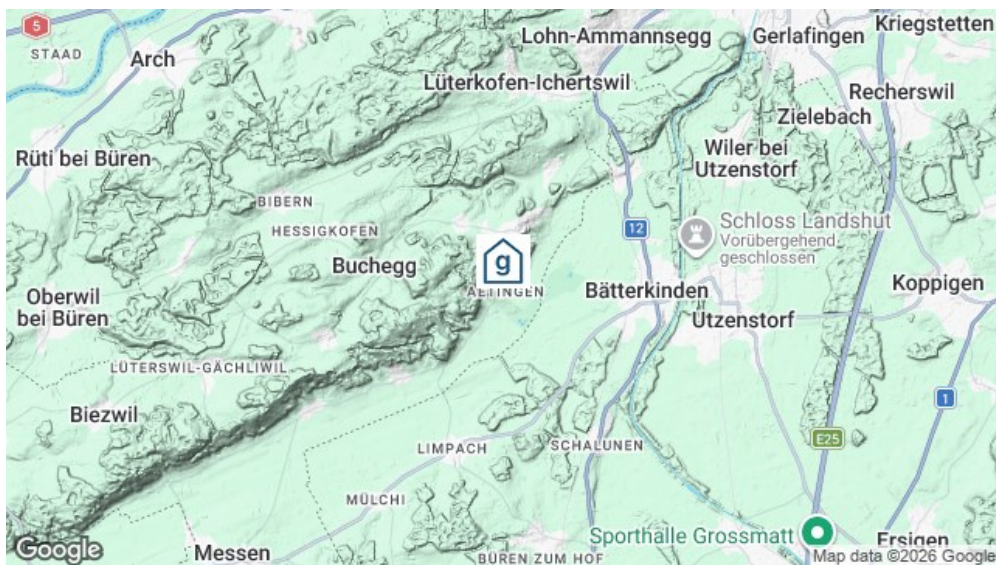 5
STAAD
Arch
Lohn-Ammannsegg
Gerlafingen
Kriegstetten
Lüterkofen-Ichertswil
Recherswil
Zielebach
Rüti bei Büren
Wiler bei
Utzenstorf
BIBERN
HESSIGKOFEN
Buchegg
g
AETINGEN
12
Schloss Landshut
Vorübergehend
geschlossen
Oberwil
bei Büren
Bätterkinden
Koppigen
Utzenstorf
LÜTERSWIL-GÄCHLIWIL
Biezwil
1
E25
LIMPACH
SCHALUNEN
MÜLCHI
Sporthalle Grossmatt
Ersigen
Messen
BÜREN ZUM HOF
Google
Map data ©2026 Google